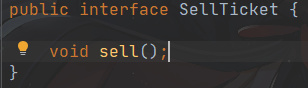 public interface SellTicket {
void sell();
}